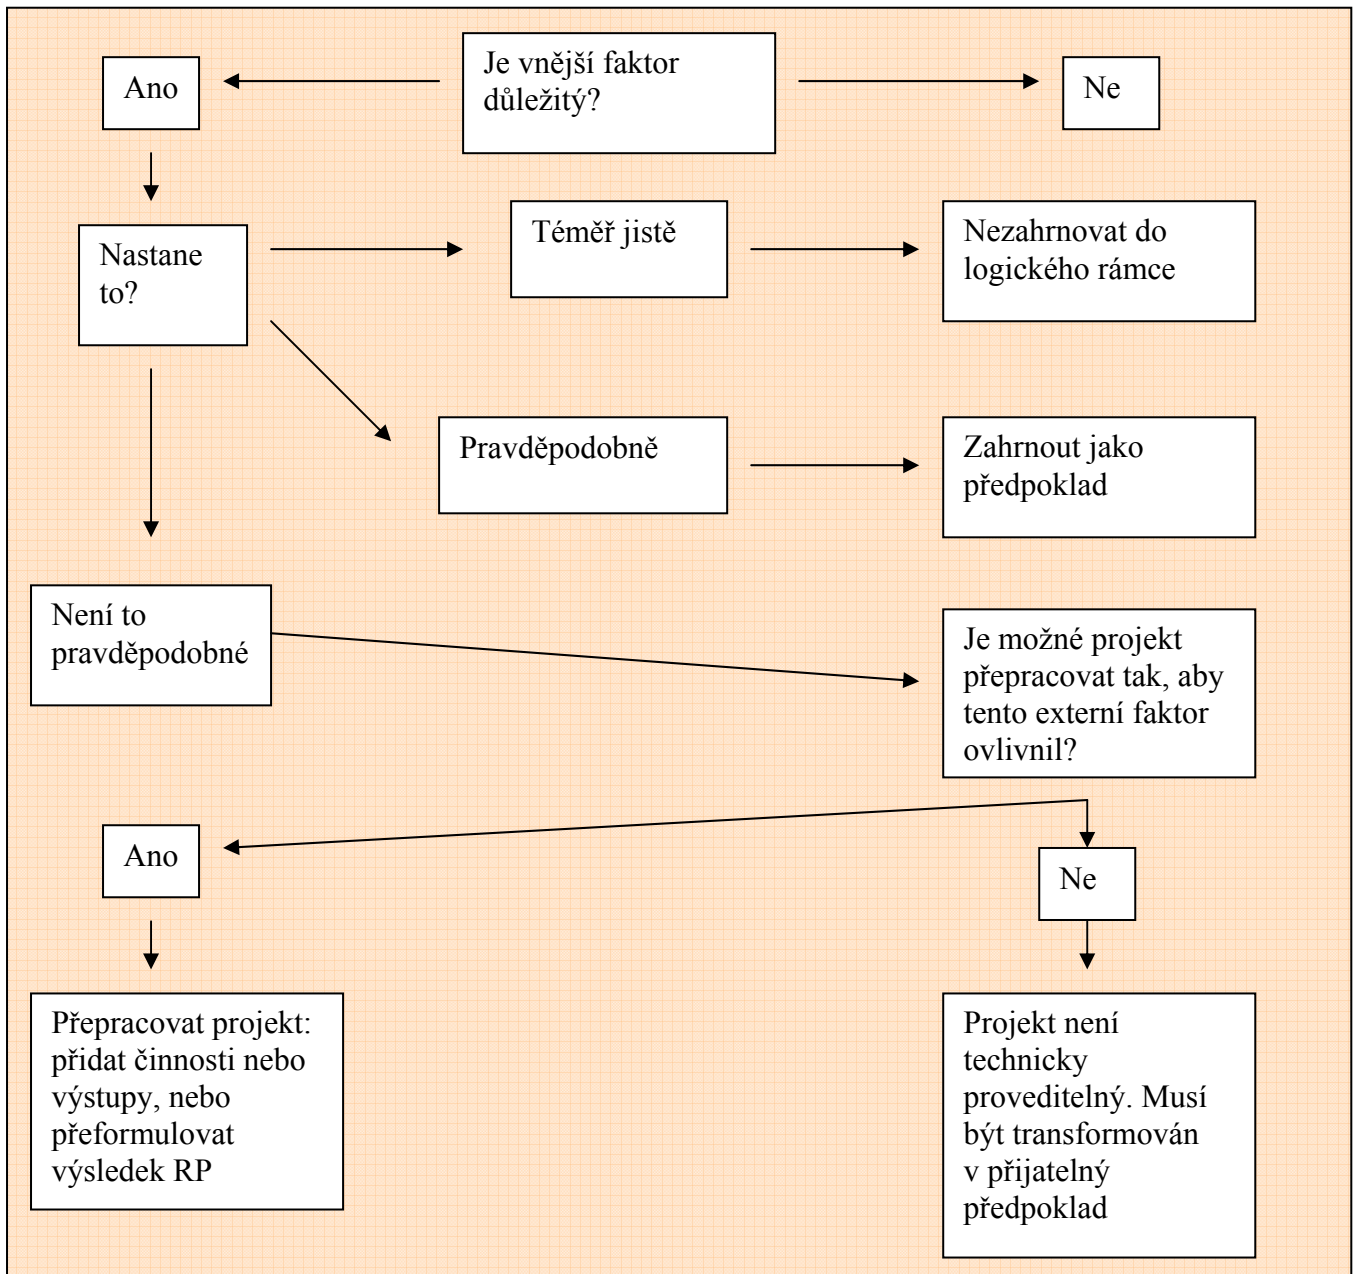 Ano
Je vnější faktor
důležitý?
Ne
Nastane
to?
Téměř jistě
Nezahrnovat do
logického rámce
Pravděpodobně
Zahrnout jako
předpoklad
Není to
pravděpodobné
Je možné projekt
přepracovat tak, aby
tento externí faktor
ovlivnil?
Ano
Ne
Přepracovat projekt:
přidat činnosti nebo
výstupy, nebo
přeformulovat
výsledek RP
Projekt není
technicky
proveditelný. Musí
být transformován
v přijatelný
předpoklad